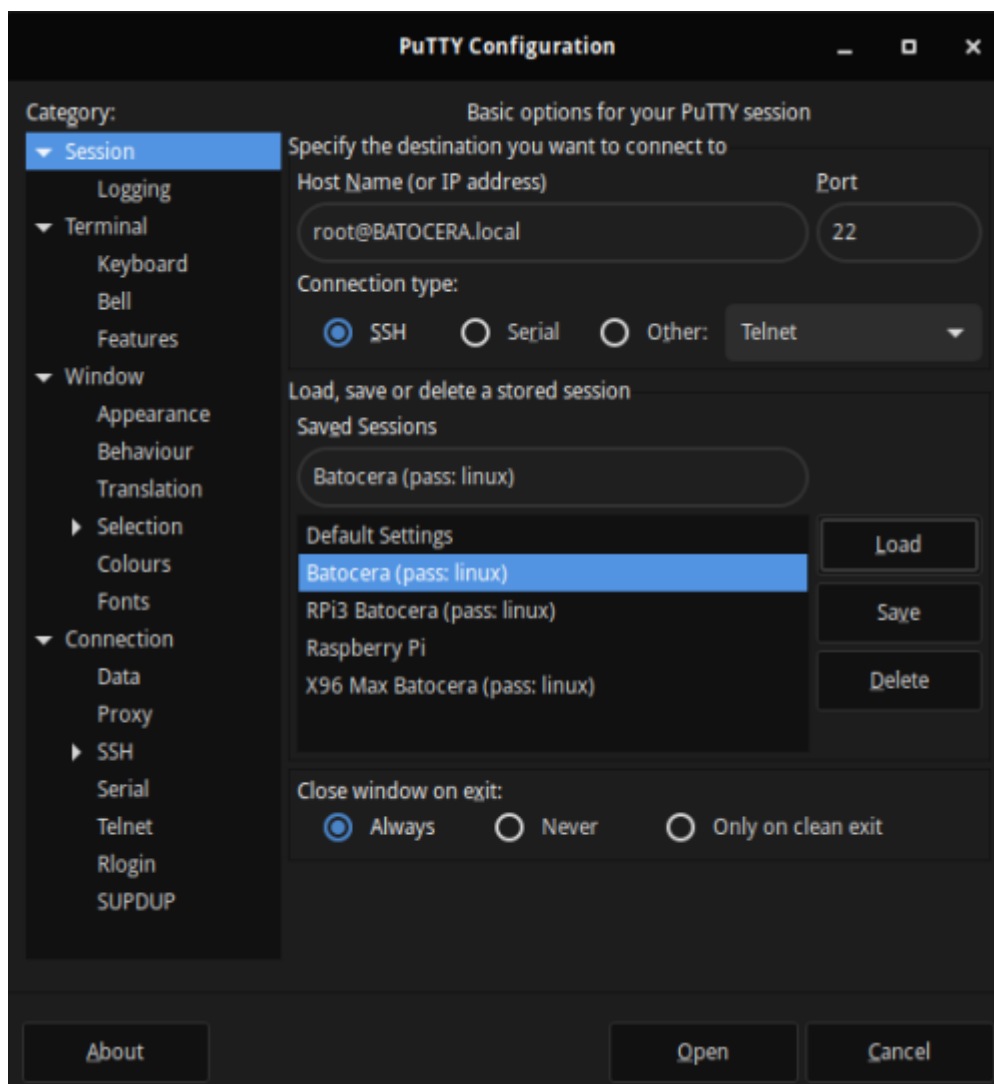 PuTTY Configuration
Category:
Session
Logging
Terminal
Keyboard
Bell
Features
Window
Appearance
Behaviour
Translation
Selection
Colours
Fonts
Connection
Data
Proxy
SSH
Serial
Telnet
Rlogin
SUPDUP
Basic options for your PuTTY session
Specify the destination you want to connect to
Host Name (or IP address) Port
root@BATOCERA.local 22
Connection type:
SSH Serial Other: Telnet
Load, save or delete a stored session
Saved Sessions
Batocera (pass: linux)
Default Settings
Batocera (pass: linux)
RPi3 Batocera (pass: linux)
Raspberry Pi
X96 Max Batocera (pass: linux)
Load
Save
Delete
Close window on exit:
Always Never Only on clean exit
About Open Cancel